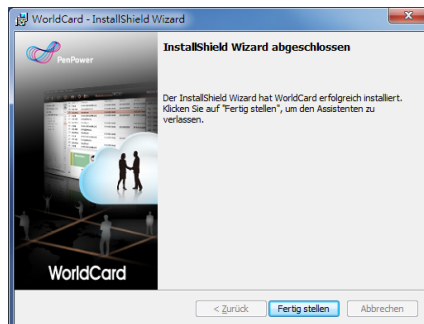 WorldCard - InstallShield Wizard
PenPower
InstallShield Wizard abgeschlossen
Der InstallShield Wizard hat WorldCard erfolgreich installiert.
Klicken Sie auf "Fertig stellen", um den Assistenten zu
verlassen.
WorldCard
< Zurück Fertig stellen Abbrechen